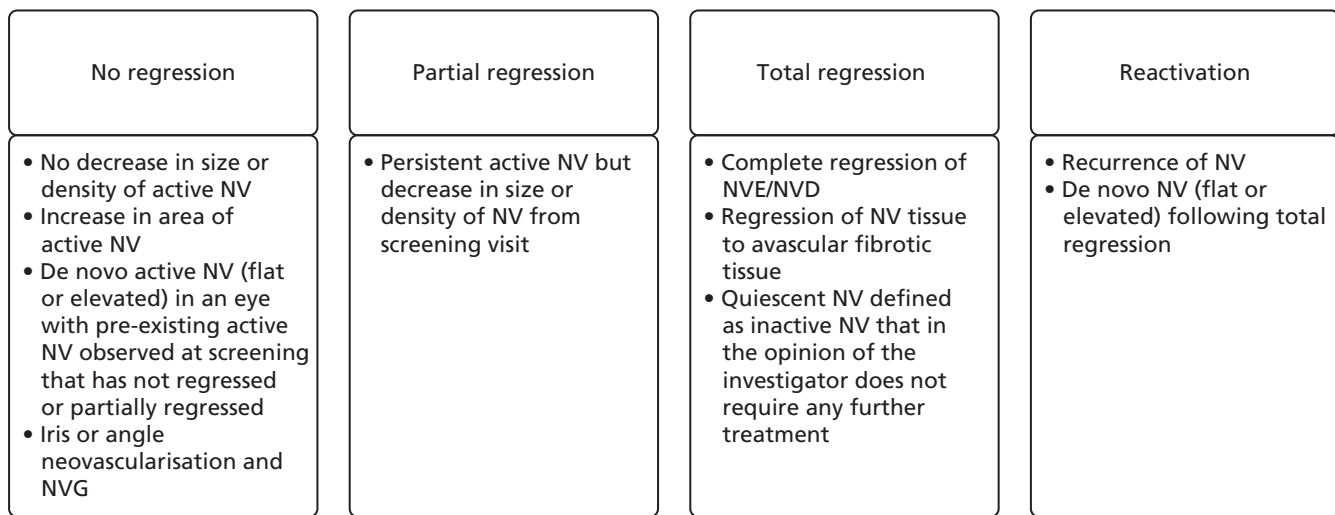 No regression
• No decrease in size or
density of active NV
• Increase in area of
active NV
• De novo active NV (flat
or elevated) in an eye
with pre-existing active
NV observed at screening
that has not regressed
or partially regressed
• Iris or angle
neovascularisation and
NVG
Partial regression
• Persistent active NV but
decrease in size or
density of NV from
screening visit
Total regression
• Complete regression of
NVE/NVD
• Regression of NV tissue
to avascular fibrotic
tissue
• Quiescent NV defined
as inactive NV that in
the opinion of the
investigator does not
require any further
treatment
Reactivation
• Recurrence of NV
• De novo NV (flat or
elevated) following total
regression